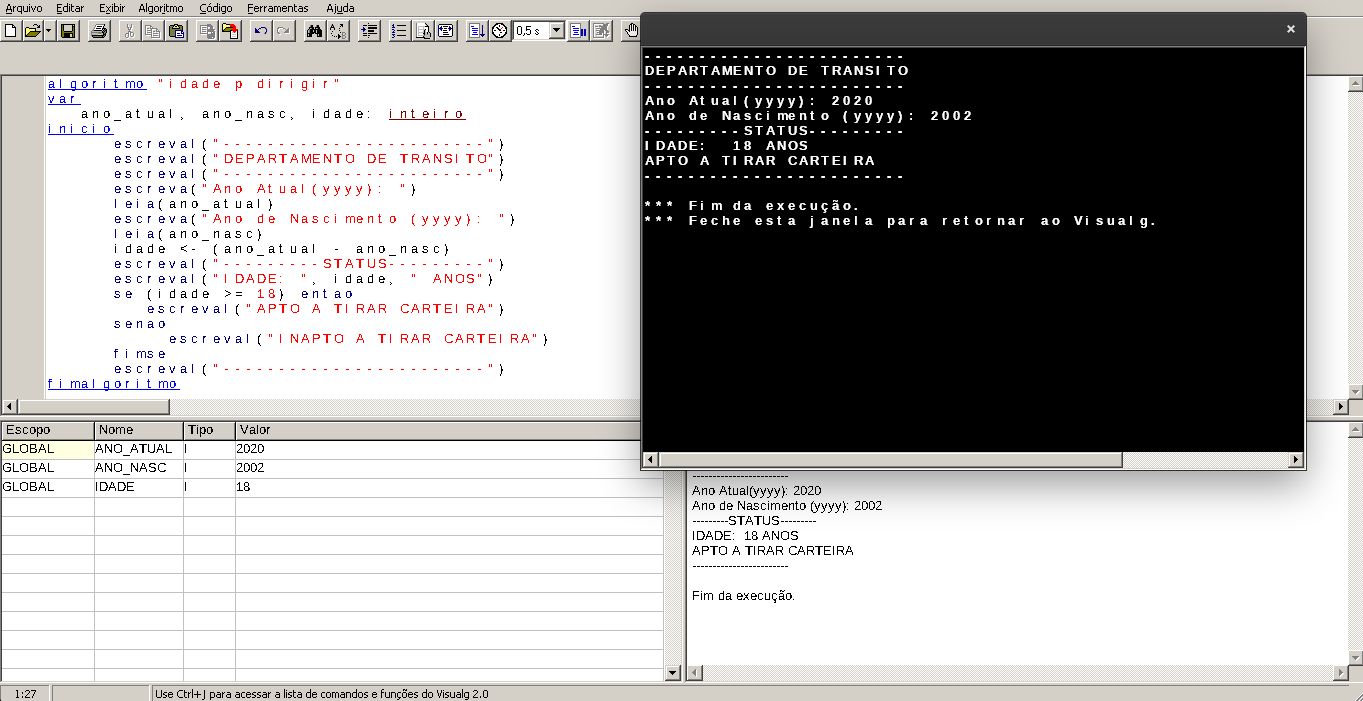 Arquivo Editar Exibir Algoritmo Código Ferramentas Ajuda
0,5 s
algoritmo "idade p dirigir"
var
ano_atual, ano_nasc, idade: inteiro
inicio
escreval("------------------------")
escreval("DEPARTAMENTO DE TRANSITO")
escreval("------------------------")
escreva("Ano Atual(yyyy): ")
leia(ano_atual)
escreva("Ano de Nascimento (yyyy): ")
leia(ano_nasc)
idade <- (ano_atual - ano_nasc)
escreval("---------STATUS---------")
escreval("IDADE: ", idade, " ANOS")
se (idade >= 18) entao
escreval("APTO A TIRAR CARTEIRA")
senao
escreval("INAPTO A TIRAR CARTEIRA")
fimse
escreval("------------------------")
fimalgoritmo
------------------------
DEPARTAMENTO DE TRANSITO
------------------------
Ano Atual(yyyy): 2020
Ano de Nascimento (yyyy): 2002
---------STATUS---------
IDADE:  18 ANOS
APTO A TIRAR CARTEIRA
------------------------
*** Fim da execução.
*** Feche esta janela para retornar ao Visualg.
Escopo Nome Tipo Valor
GLOBAL ANO_ATUAL I 2020
GLOBAL ANO_NASC I 2002
GLOBAL IDADE I 18
------------------------
Ano Atual(yyyy): 2020
Ano de Nascimento (yyyy): 2002
---------STATUS---------
IDADE:  18 ANOS
APTO A TIRAR CARTEIRA
------------------------
Fim da execução.
1:27 Use Ctrl+J para acessar a lista de comandos e funções do Visualg 2.0